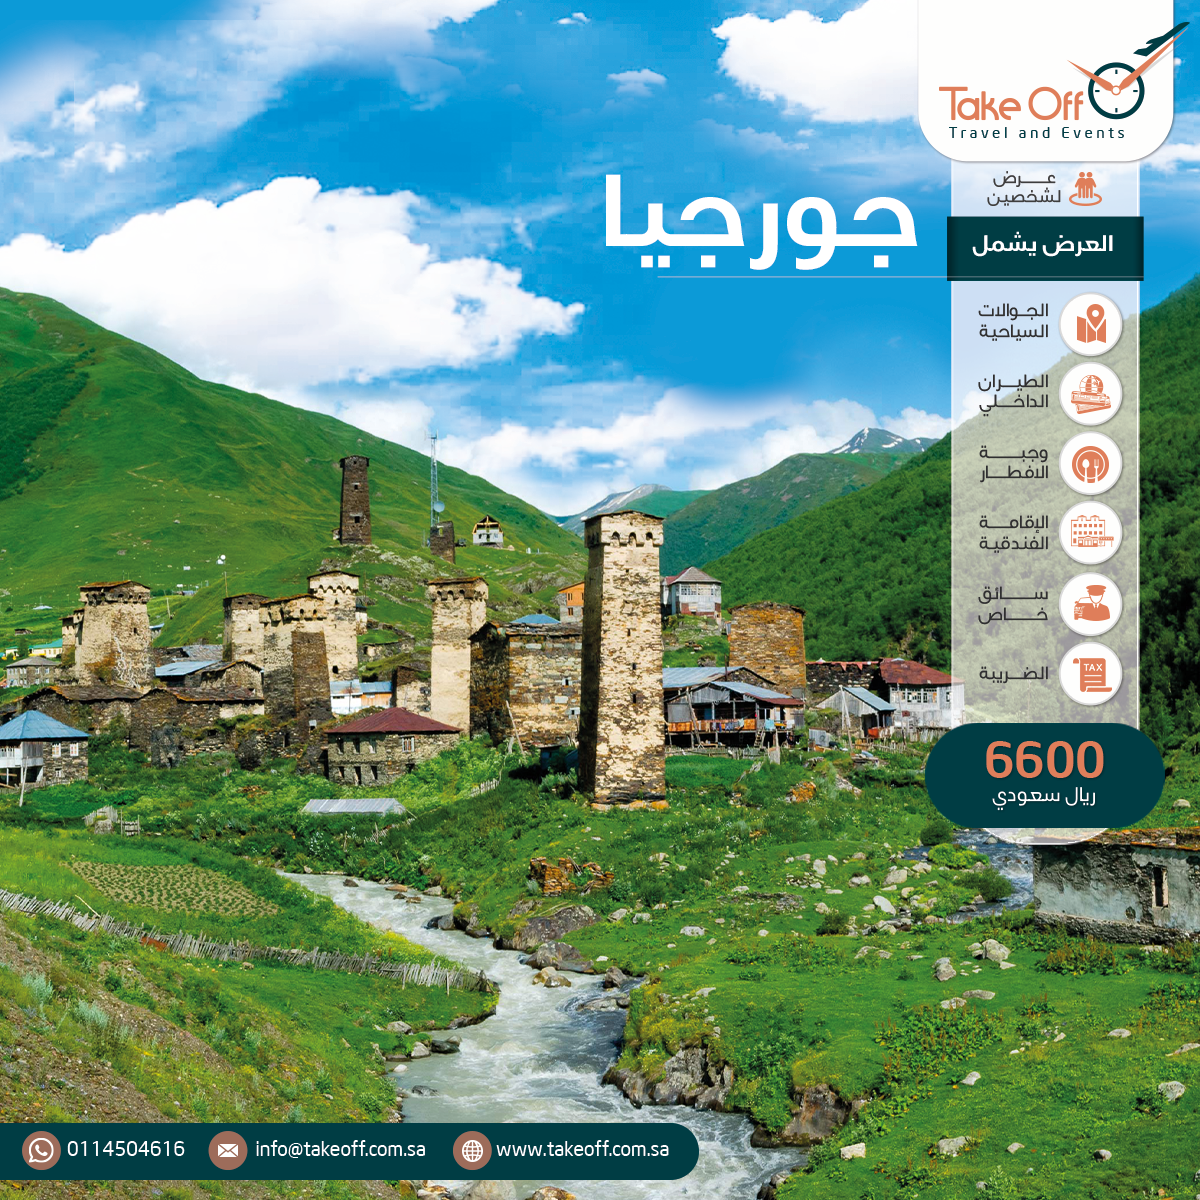 Take Off
Travel and Events
عرض
لشخصين
جورجيا
العرض يشمل
الجولات
السياحية
الطيران
الداخلي
وجبة
الافطار
الإقامة
الفندقية
سائق
خاص
TAX
الضريبة
6600
ريال سعودي
0114504616
info@takeoff.com.sa
www.takeoff.com.sa